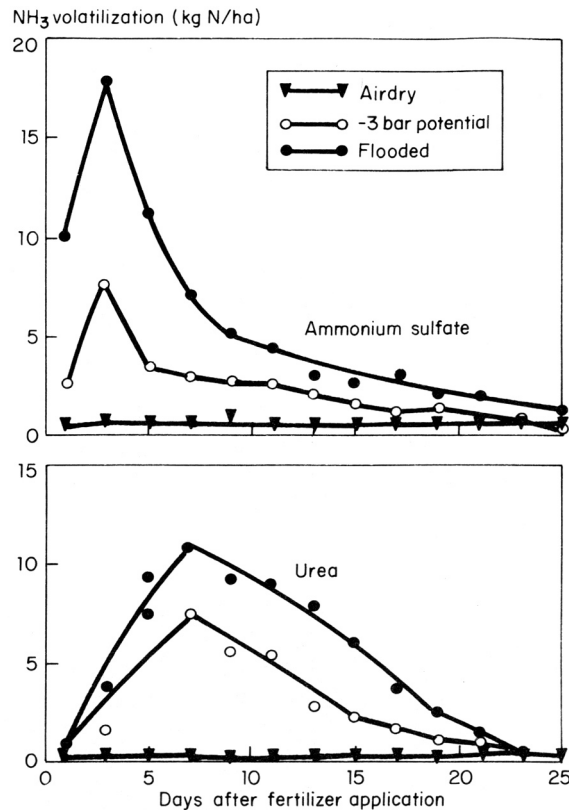 NH3 volatilization (kg N/ha)
20
15
10
5
0
Airdry
-3 bar potential
Flooded
Ammonium sulfate
15
10
5
0
Urea
0 5 10 15 20 25
Days after fertilizer application